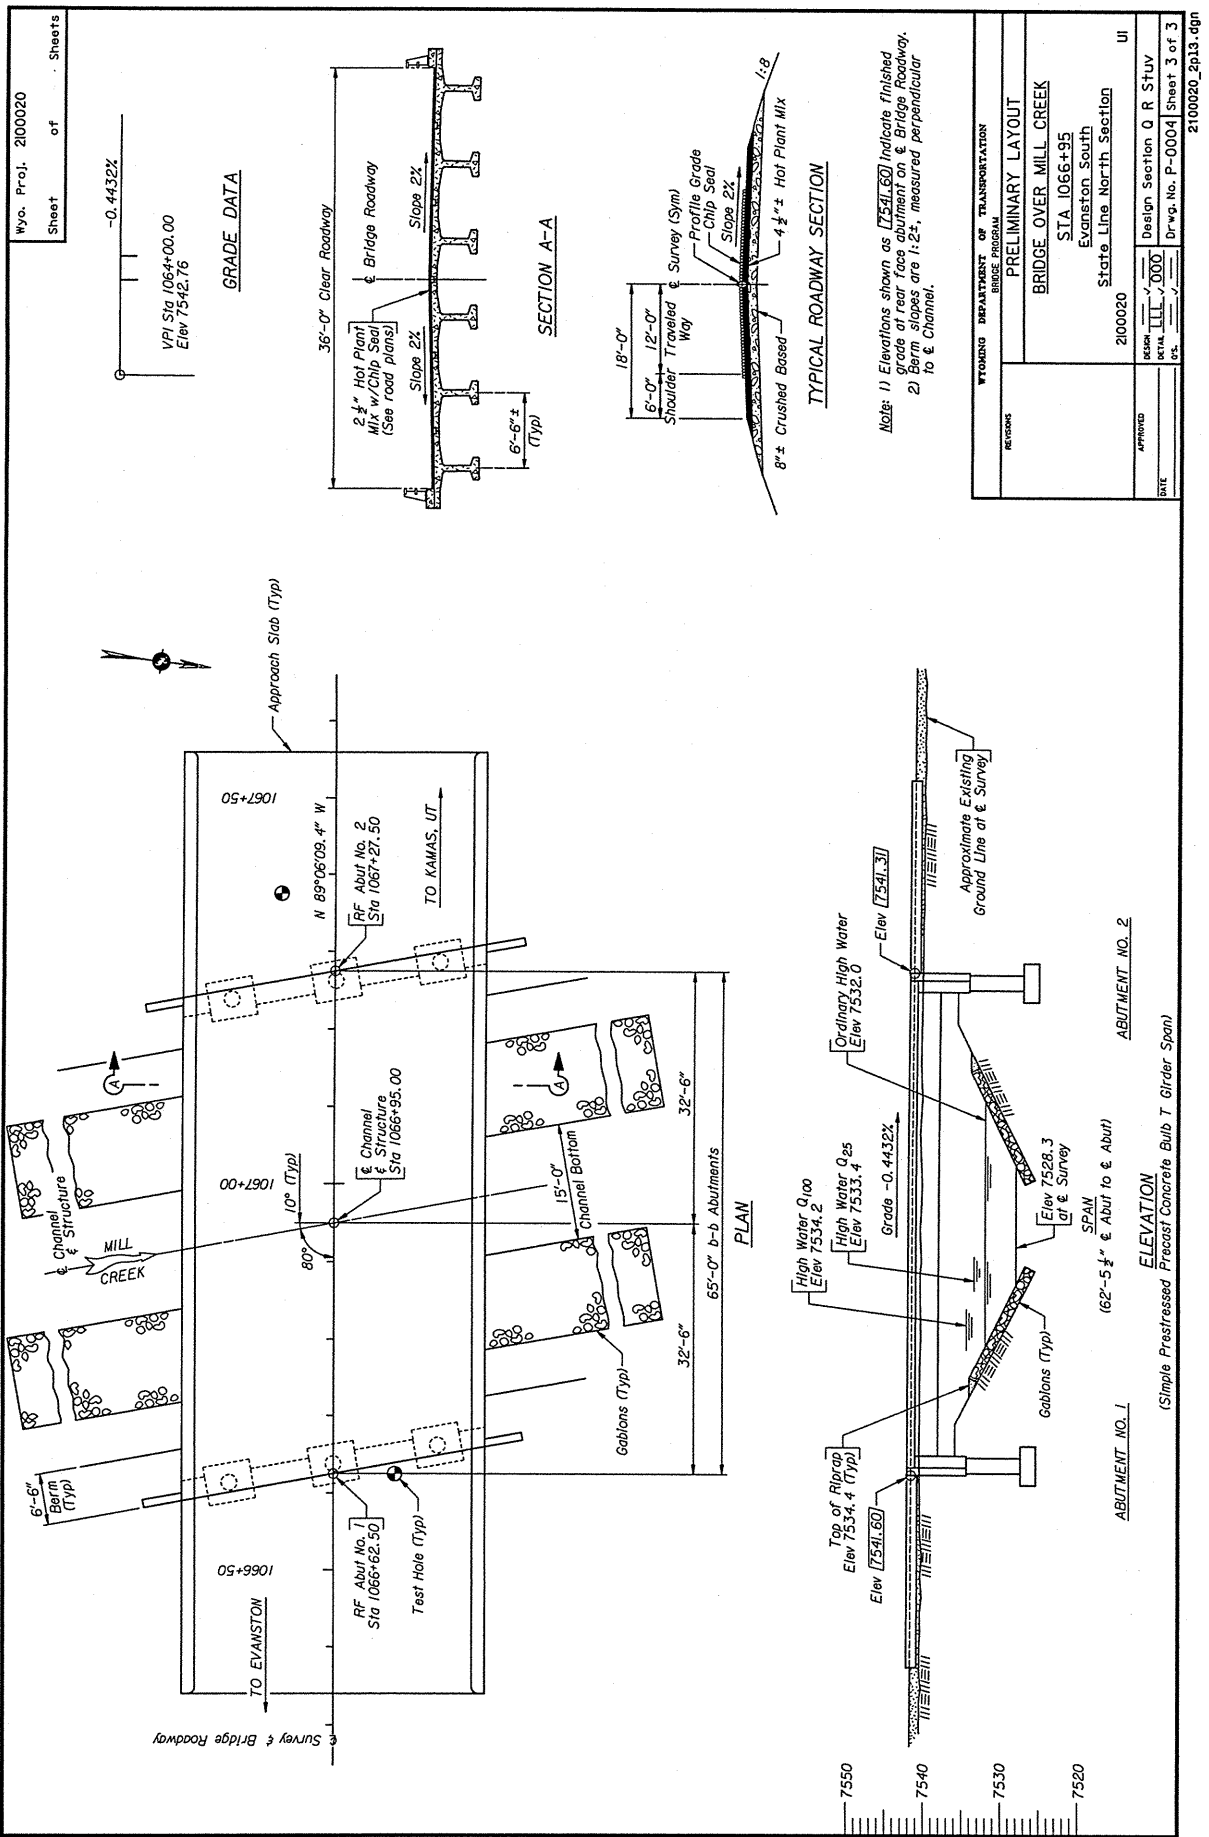 Wyo. Proj. 2100020
Sheet of Sheets
-0.4432%
VPI Sta 1064+00.00
Elev 7542.76
GRADE DATA
36'-0" Clear Roadway
2 ½" Hot Plant
Mix w/Chip Seal
(See road plans)
℄ Bridge Roadway
Slope 2%
Slope 2%
6'-6"±
(Typ)
SECTION A-A
18'-0"
6'-0"
12'-0"
Shoulder
Traveled
Way
℄ Survey (Sym)
Profile Grade
Chip Seal
Slope 2%
1:8
8"± Crushed Based
4 ½"± Hot Plant Mix
TYPICAL ROADWAY SECTION
Note: 1) Elevations shown as 7541.60 indicate finished
grade at rear face abutment on ℄ Bridge Roadway.
2) Berm slopes are 1:2±, measured perpendicular
to ℄ Channel.
WYOMING DEPARTMENT OF TRANSPORTATION
BRIDGE PROGRAM
REVISIONS
PRELIMINARY LAYOUT
BRIDGE OVER MILL CREEK
STA 1066+95
Evanston South
State Line North Section
2100020
UI
APPROVED
DATE
DESIGN
DETAIL LLL / 000
Q'S.
Design Section Q R Stuv
Drwg. No. P-0004
Sheet 3 of 3
2100020_2pl3.dgn
Approach Slab (Typ)
℄ Channel
& Structure
MILL
CREEK
6'-6"
Berm
(Typ)
A
A
1066+50
1067+00
1067+50
10° (Typ)
80°
N 89°06'09.4" W
RF Abut No. 1
Sta 1066+62.50
℄ Channel
& Structure
Sta 1066+95.00
RF Abut No. 2
Sta 1067+27.50
TO EVANSTON
TO KAMAS, UT
℄ Survey & Bridge Roadway
Test Hole (Typ)
15'-0"
Channel Bottom
Gabions (Typ)
32'-6"
32'-6"
65'-0" b-b Abutments
PLAN
Top of Riprap
Elev 7534.4 (Typ)
Elev 7541.60
High Water Q100
Elev 7534.2
High Water Q25
Elev 7533.4
Grade -0.4432%
Ordinary High Water
Elev 7532.0
Elev 7541.31
Approximate Existing
Ground Line at ℄ Survey
7550
7540
7530
7520
Gabions (Typ)
Elev 7528.3
at ℄ Survey
ABUTMENT NO. 1
SPAN
(62'-5 ½" ℄ Abut to ℄ Abut)
ABUTMENT NO. 2
ELEVATION
(Simple Prestressed Precast Concrete Bulb T Girder Span)